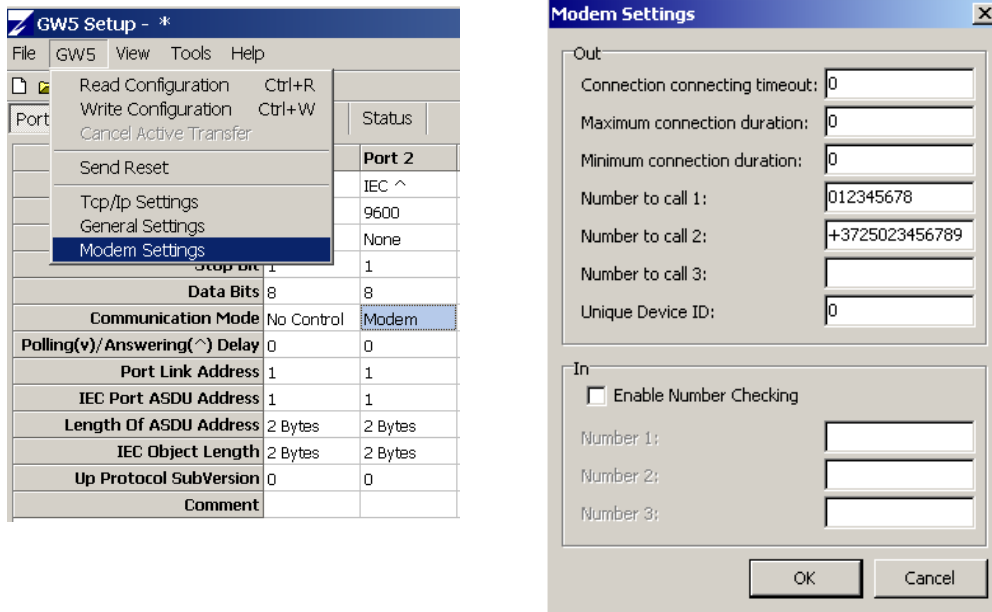 GW5 Setup - *
File GW5 View Tools Help
Read Configuration Ctrl+R
Write Configuration Ctrl+W
Cancel Active Transfer
Send Reset
Tcp/Ip Settings
General Settings
Modem Settings
Port Status
Port 2
IEC ^
9600
None
Stop Bit 1 1
Data Bits 8 8
Communication Mode No Control Modem
Polling(v)/Answering(^) Delay 0 0
Port Link Address 1 1
IEC Port ASDU Address 1 1
Length Of ASDU Address 2 Bytes 2 Bytes
IEC Object Length 2 Bytes 2 Bytes
Up Protocol SubVersion 0 0
Comment
Modem Settings
Out
Connection connecting timeout: 0
Maximum connection duration: 0
Minimum connection duration: 0
Number to call 1: 012345678
Number to call 2: +3725023456789
Number to call 3:
Unique Device ID: 0
In
Enable Number Checking
Number 1:
Number 2:
Number 3:
OK Cancel